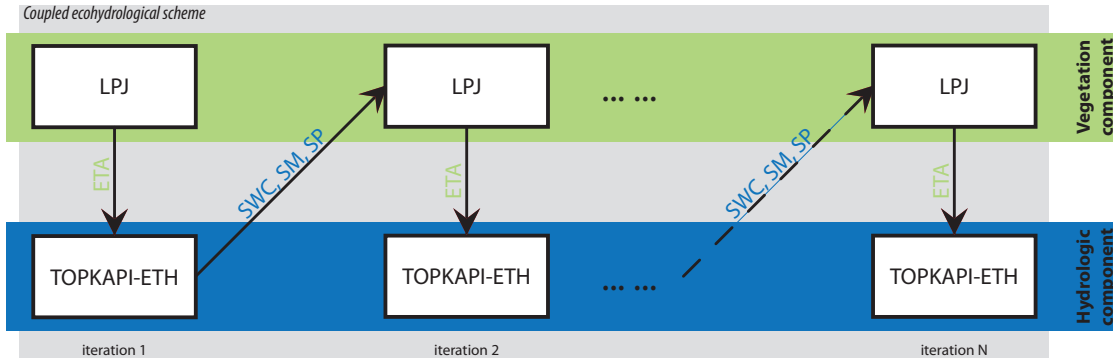 Coupled ecohydrological scheme
LPJ
LPJ
... ...
LPJ
Vegetation
component
ETA
SWC, SM, SP
ETA
SWC, SM, SP
ETA
TOPKAPI-ETH
TOPKAPI-ETH
... ...
TOPKAPI-ETH
Hydrologic
component
iteration 1
iteration 2
iteration N